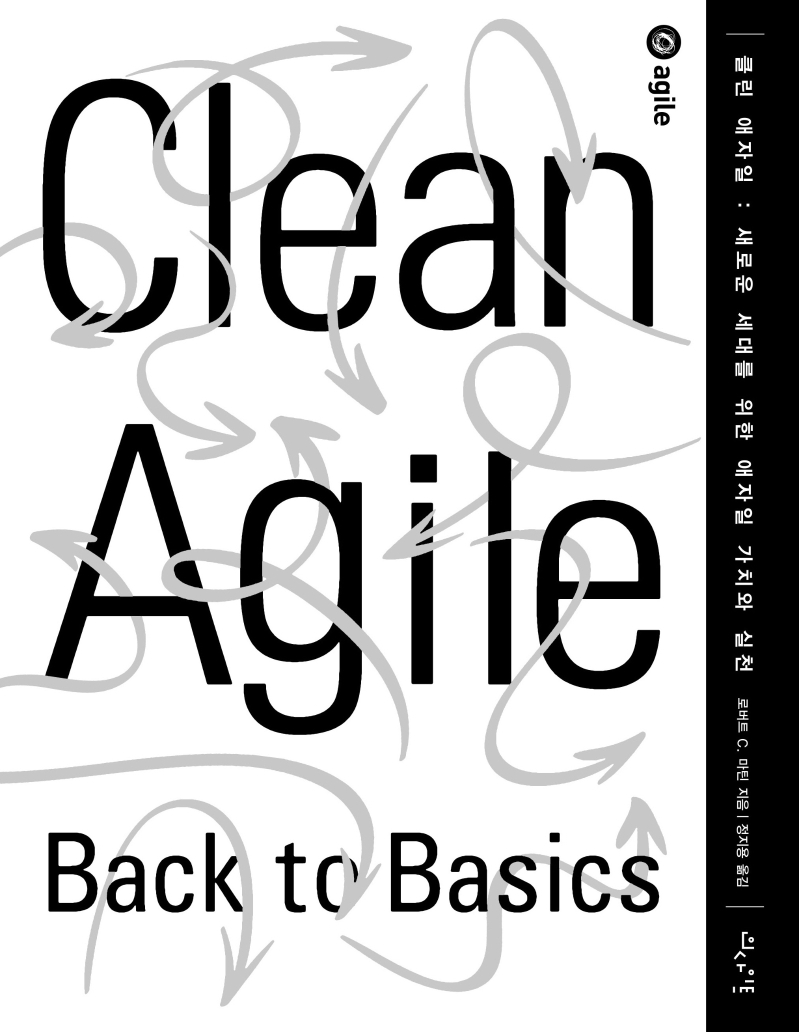 agile
Clean
Agile
Back to Basics
클린 애자일 : 새로운 세대를 위한 애자일 가치와 실천
로버트 C. 마틴 지음 | 정지용 옮김
인사이트